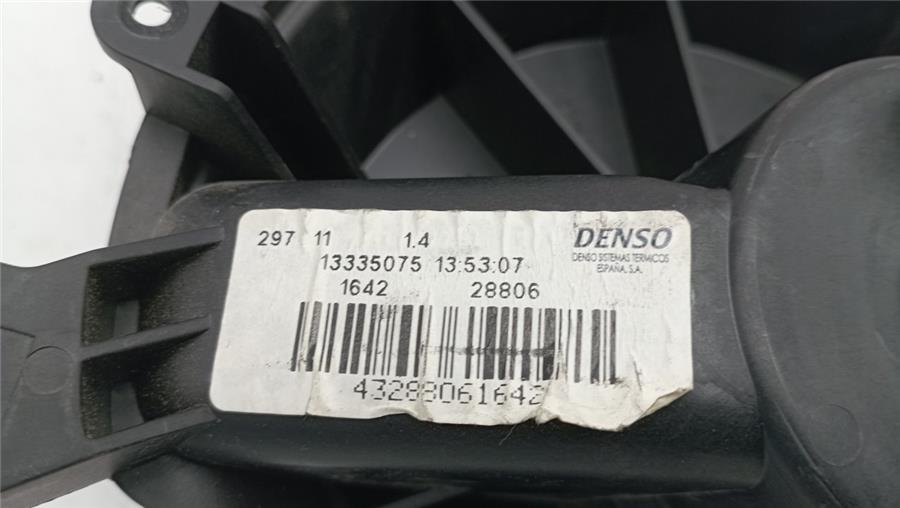 297 11 1.4
DENSO
DENSO SISTEMAS TERMICOS
ESPAÑA, S.A.
13335075 13:53:07
1642 28806
43288061642